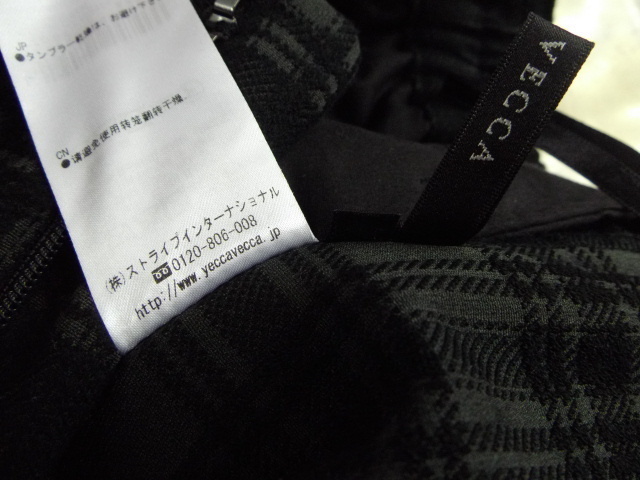 JP
●タンブラー乾燥は、お避け下さい
CN
●请避免使用转笼翻转干燥.
(株)ストライプインターナショナル
0120-806-008
http://www.yeccavecca.jp
VECCA